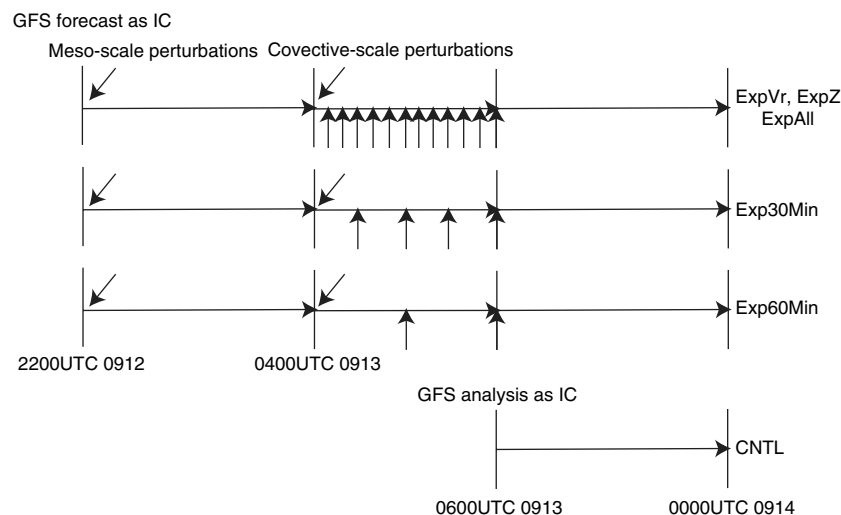 GFS forecast as IC
Meso-scale perturbations Covective-scale perturbations
ExpVr, ExpZ
ExpAll
Exp30Min
Exp60Min
2200UTC 0912 0400UTC 0913
GFS analysis as IC
CNTL
0600UTC 0913 0000UTC 0914